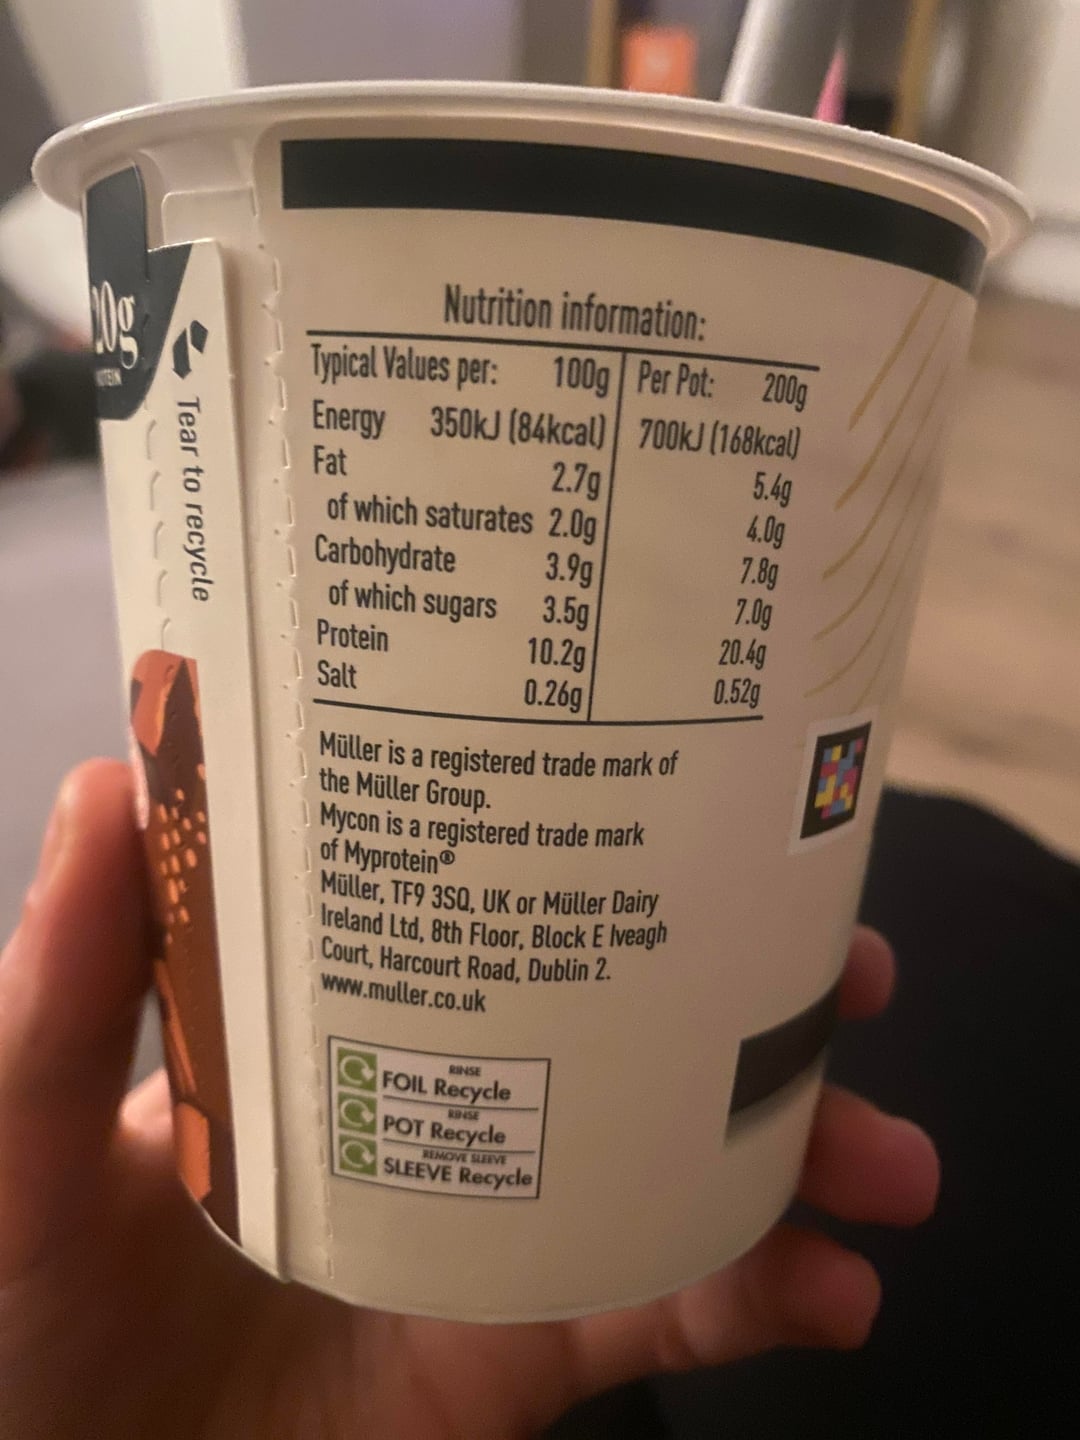 20g
Tear to recycle
Nutrition information:
Typical Values per: 100g Per Pot: 200g
Energy 350kJ (84kcal) 700kJ (168kcal)
Fat 2.7g 5.4g
of which saturates 2.0g 4.0g
Carbohydrate 3.9g 7.8g
of which sugars 3.5g 7.0g
Protein 10.2g 20.4g
Salt 0.26g 0.52g
Müller is a registered trade mark of
the Müller Group.
Mycon is a registered trade mark
of Myprotein®
Müller, TF9 3SQ, UK or Müller Dairy
Ireland Ltd, 8th Floor, Block E Iveagh
Court, Harcourt Road, Dublin 2.
www.muller.co.uk
RINSE
FOIL Recycle
RINSE
POT Recycle
REMOVE SLEEVE
SLEEVE Recycle